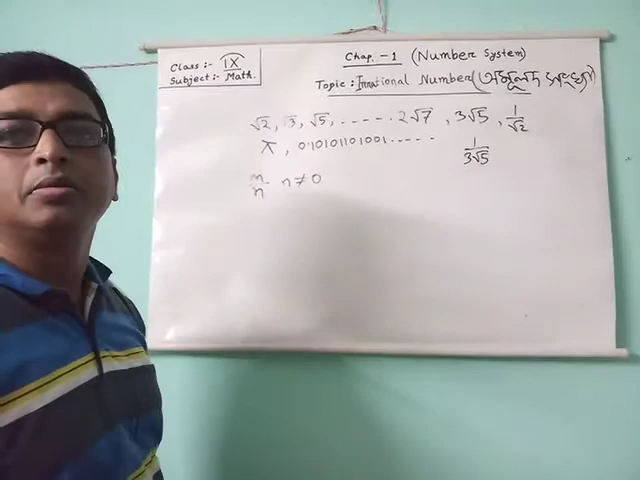 Class :- IX
Subject :- Math.
Chap. - 1 (Number System)
Topic : Irrational Number (অমূলদ সংখ্যা)
√2, √3, √5, ..... 2√7, 3√5, 1/√2
π, 0.10101101001..... 1/3√5
m/n n ≠ 0